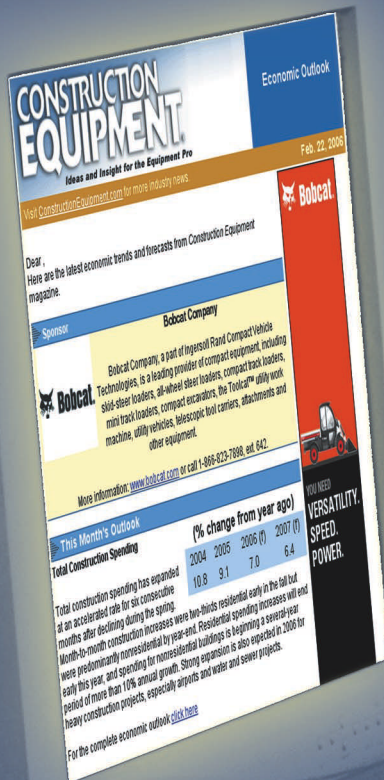 CONSTRUCTION
EQUIPMENT.
Ideas and Insight for the Equipment Pro
Economic Outlook
Visit ConstructionEquipment.com for more industry news.
Feb. 22, 2006
Dear ,
Here are the latest economic trends and forecasts from Construction Equipment
magazine.
Sponsor
Bobcat Company
Bobcat.
Bobcat Company, a part of Ingersoll Rand Compact Vehicle
Technologies, is a leading provider of compact equipment, including
skid-steer loaders, all-wheel steer loaders, compact track loaders,
mini track loaders, compact excavators, the Toolcat™ utility work
machine, utility vehicles, telescopic tool carriers, attachments and
other equipment.
More information: www.bobcat.com or call 1-866-823-7898, ext. 642.
Bobcat.
YOU NEED
VERSATILITY.
SPEED.
POWER.
This Month's Outlook
Total Construction Spending
(% change from year ago)
2004 2005 2006 (f) 2007 (f)
10.8 9.1 7.0 6.4
Total construction spending has expanded
at an accelerated rate for six consecutive
months after declining during the spring.
Month-to-month construction increases were two-thirds residential early in the fall but
were predominantly nonresidential by year-end. Residential spending increases will end
early this year, and spending for nonresidential buildings is beginning a several-year
period of more than 10% annual growth. Strong expansion is also expected in 2006 for
heavy construction projects, especially airports and water and sewer projects.
For the complete economic outlook click here